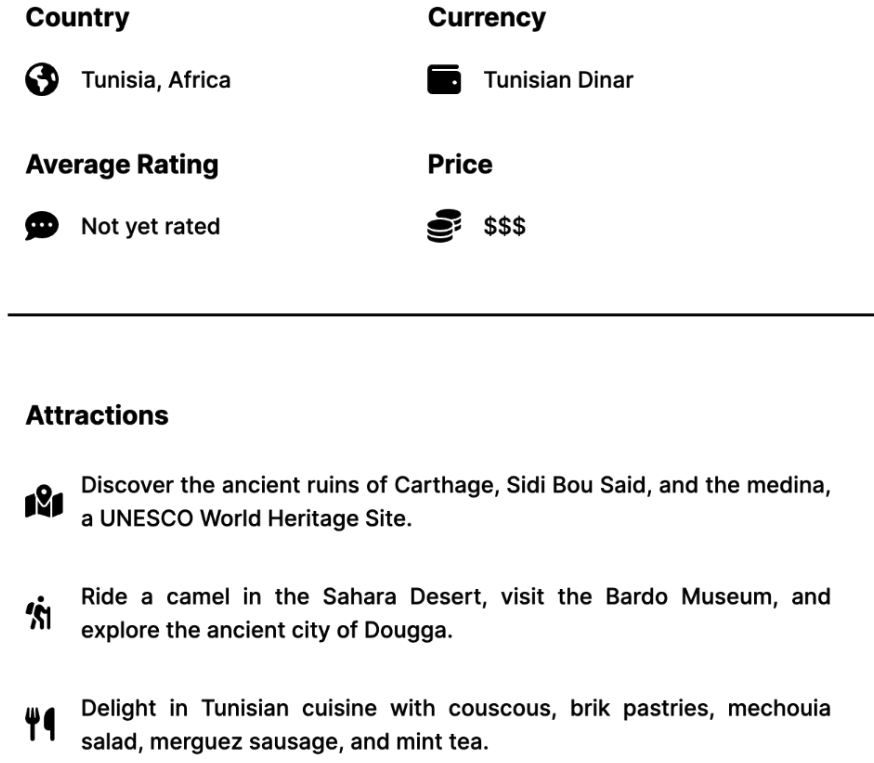 Country
Currency
Tunisia, Africa
Tunisian Dinar
Average Rating
Price
Not yet rated
$$$
Attractions
Discover the ancient ruins of Carthage, Sidi Bou Said, and the medina,
a UNESCO World Heritage Site.
Ride a camel in the Sahara Desert, visit the Bardo Museum, and
explore the ancient city of Dougga.
Delight in Tunisian cuisine with couscous, brik pastries, mechouia
salad, merguez sausage, and mint tea.